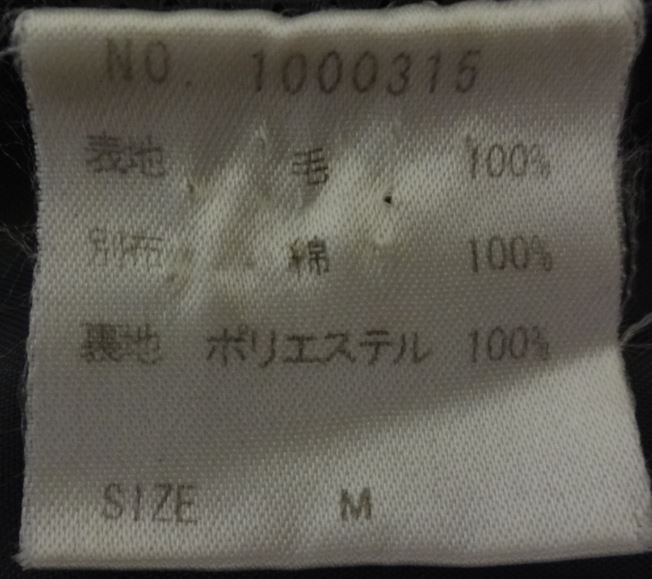 NO. 1000315
表地 毛 100%
別布 綿 100%
裏地 ポリエステル 100%
SIZE M